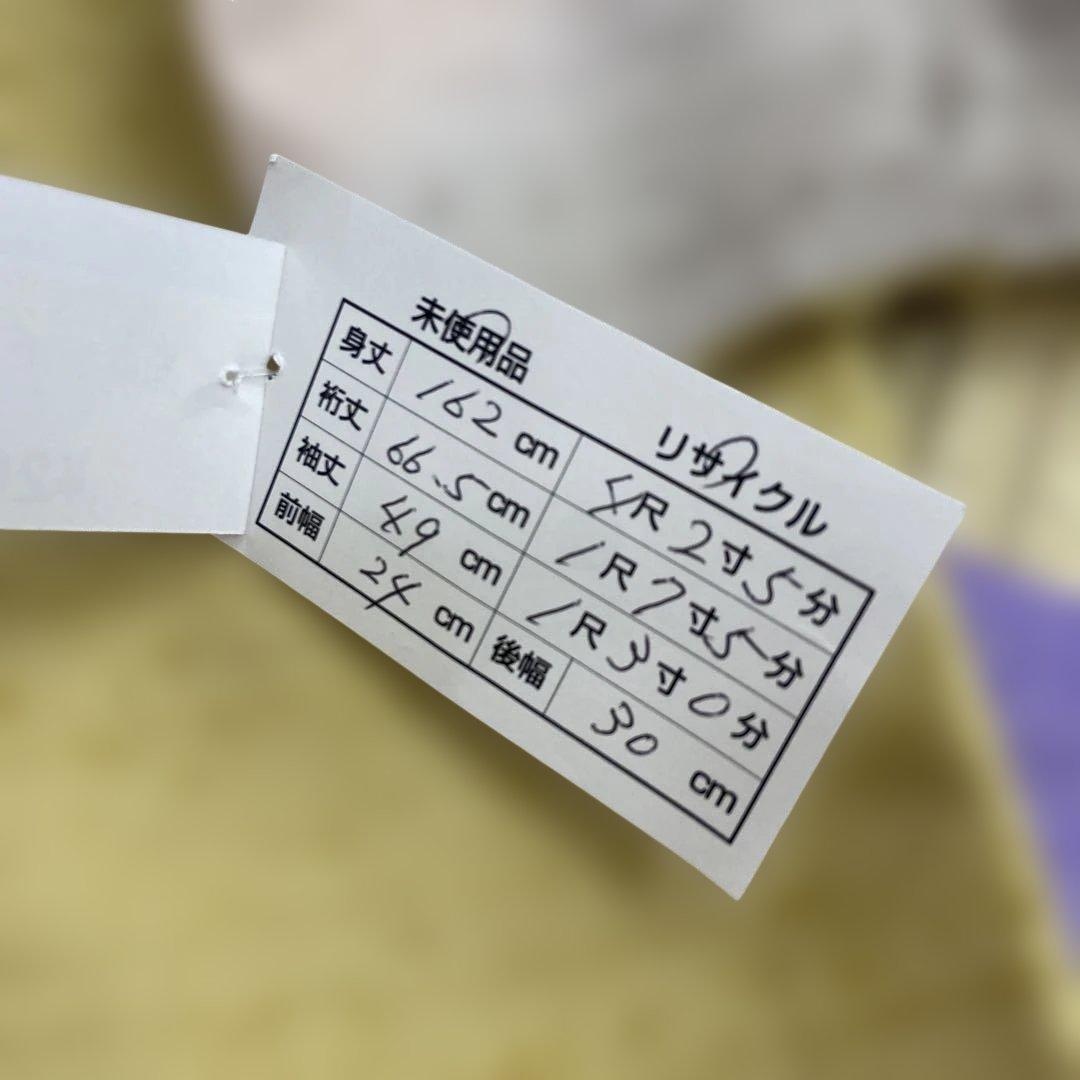 未使用品 リサイクル
身丈 162 cm 4尺 2寸 5分
裄丈 66.5 cm 1尺 7寸 5分
袖丈 49 cm 1尺 3寸 0分
前幅 24 cm 後幅 30 cm